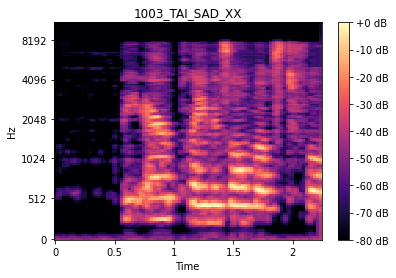 1003_TAI_SAD_XX
8192
4096
2048
1024
512
0
Hz
0
0.5
1
1.5
2
Time
+0 dB
-10 dB
-20 dB
-30 dB
-40 dB
-50 dB
-60 dB
-70 dB
-80 dB